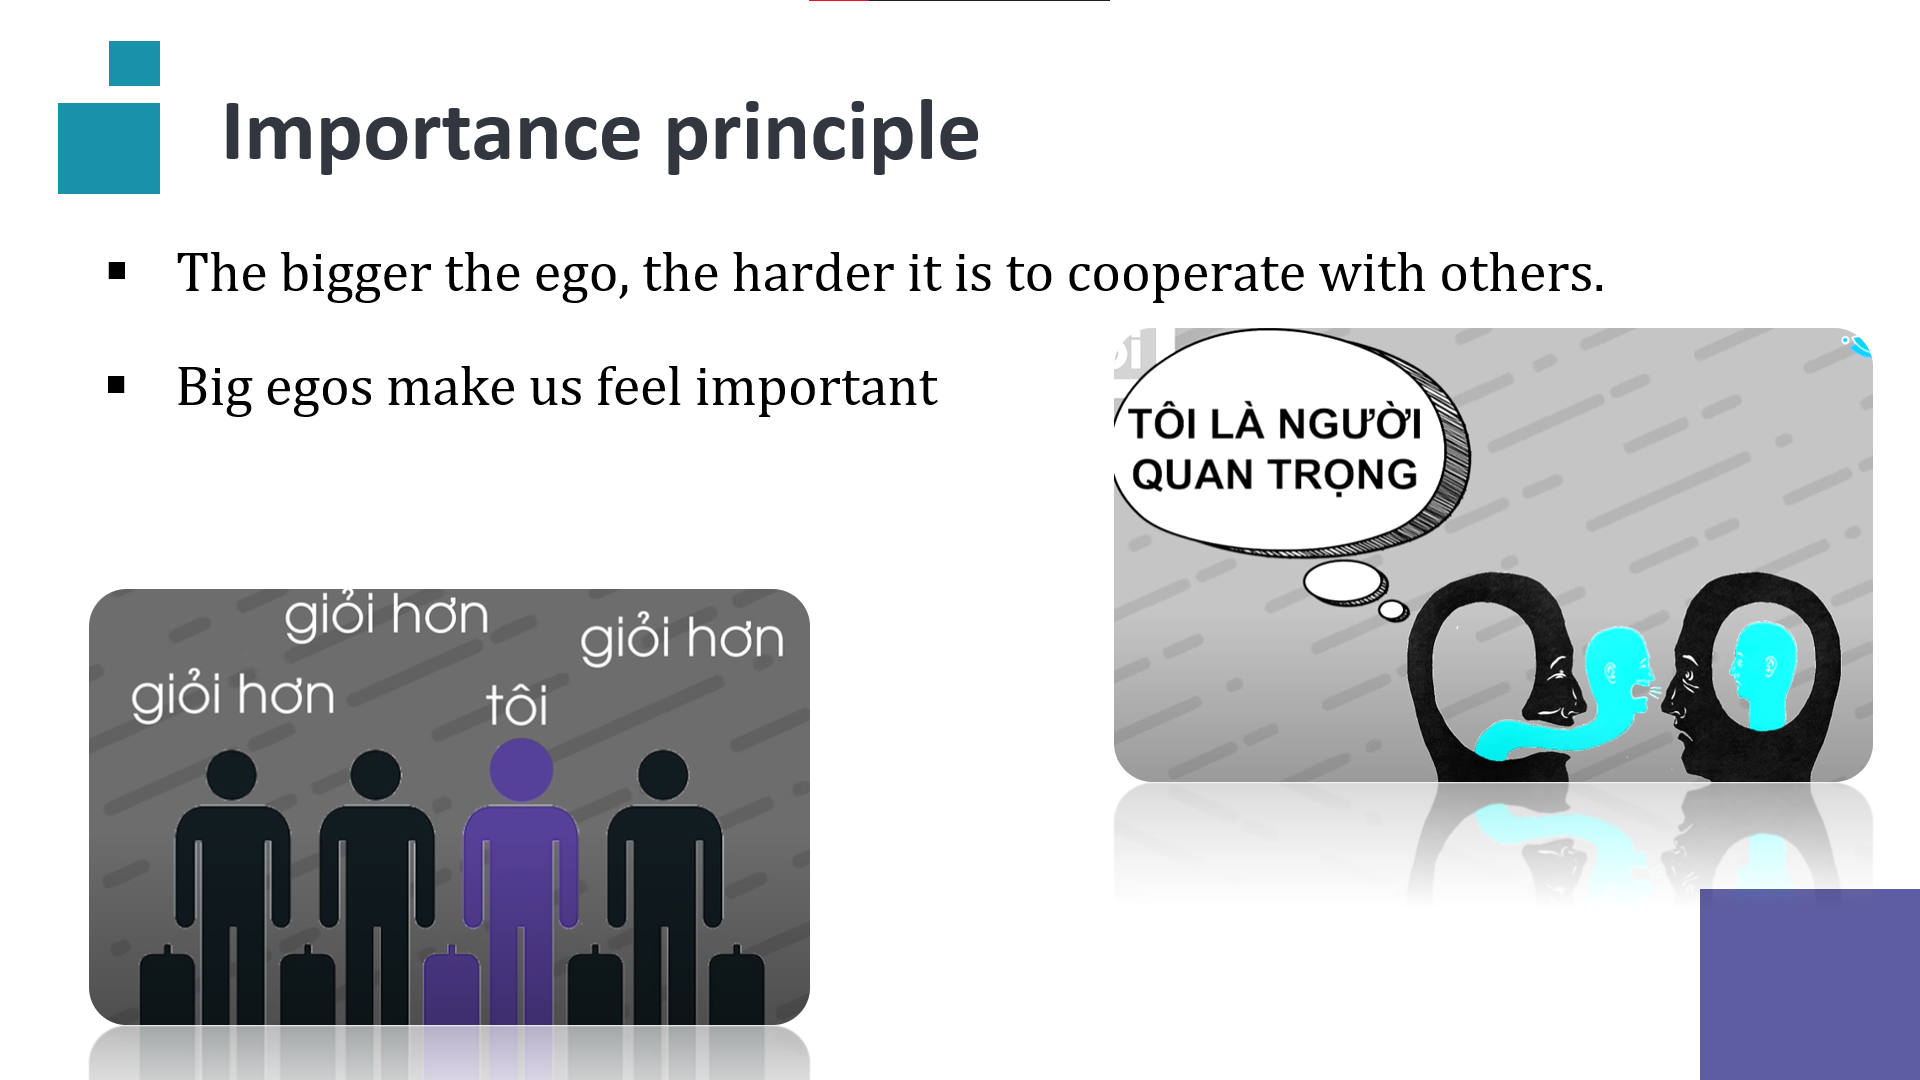 Importance principle
The bigger the ego, the harder it is to cooperate with others.
Big egos make us feel important
TÔI LÀ NGƯỜI
QUAN TRỌNG
giỏi hơn
giỏi hơn
giỏi hơn
tôi